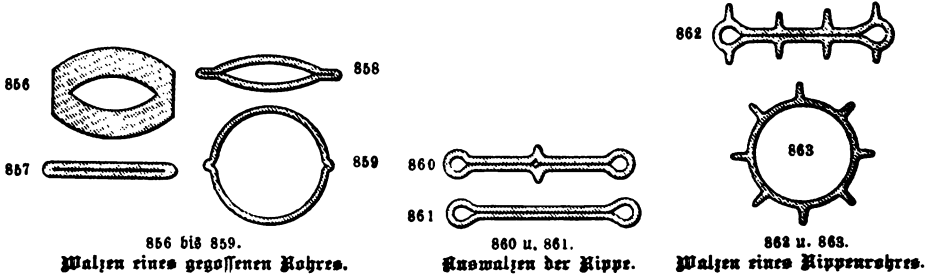 856
857
858
859
856 bis 859.
Walzen eines gegossenen Rohres.
860
861
860 u. 861.
Auswalzen der Rippe.
862
863
862 u. 863.
Walzen eines Rippenrohres.